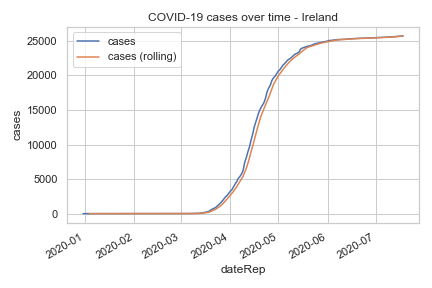 COVID-19 cases over time - Ireland
cases
cases (rolling)
25000
20000
15000
10000
5000
0
cases
2020-01
2020-02
2020-03
2020-04
2020-05
2020-06
2020-07
dateRep